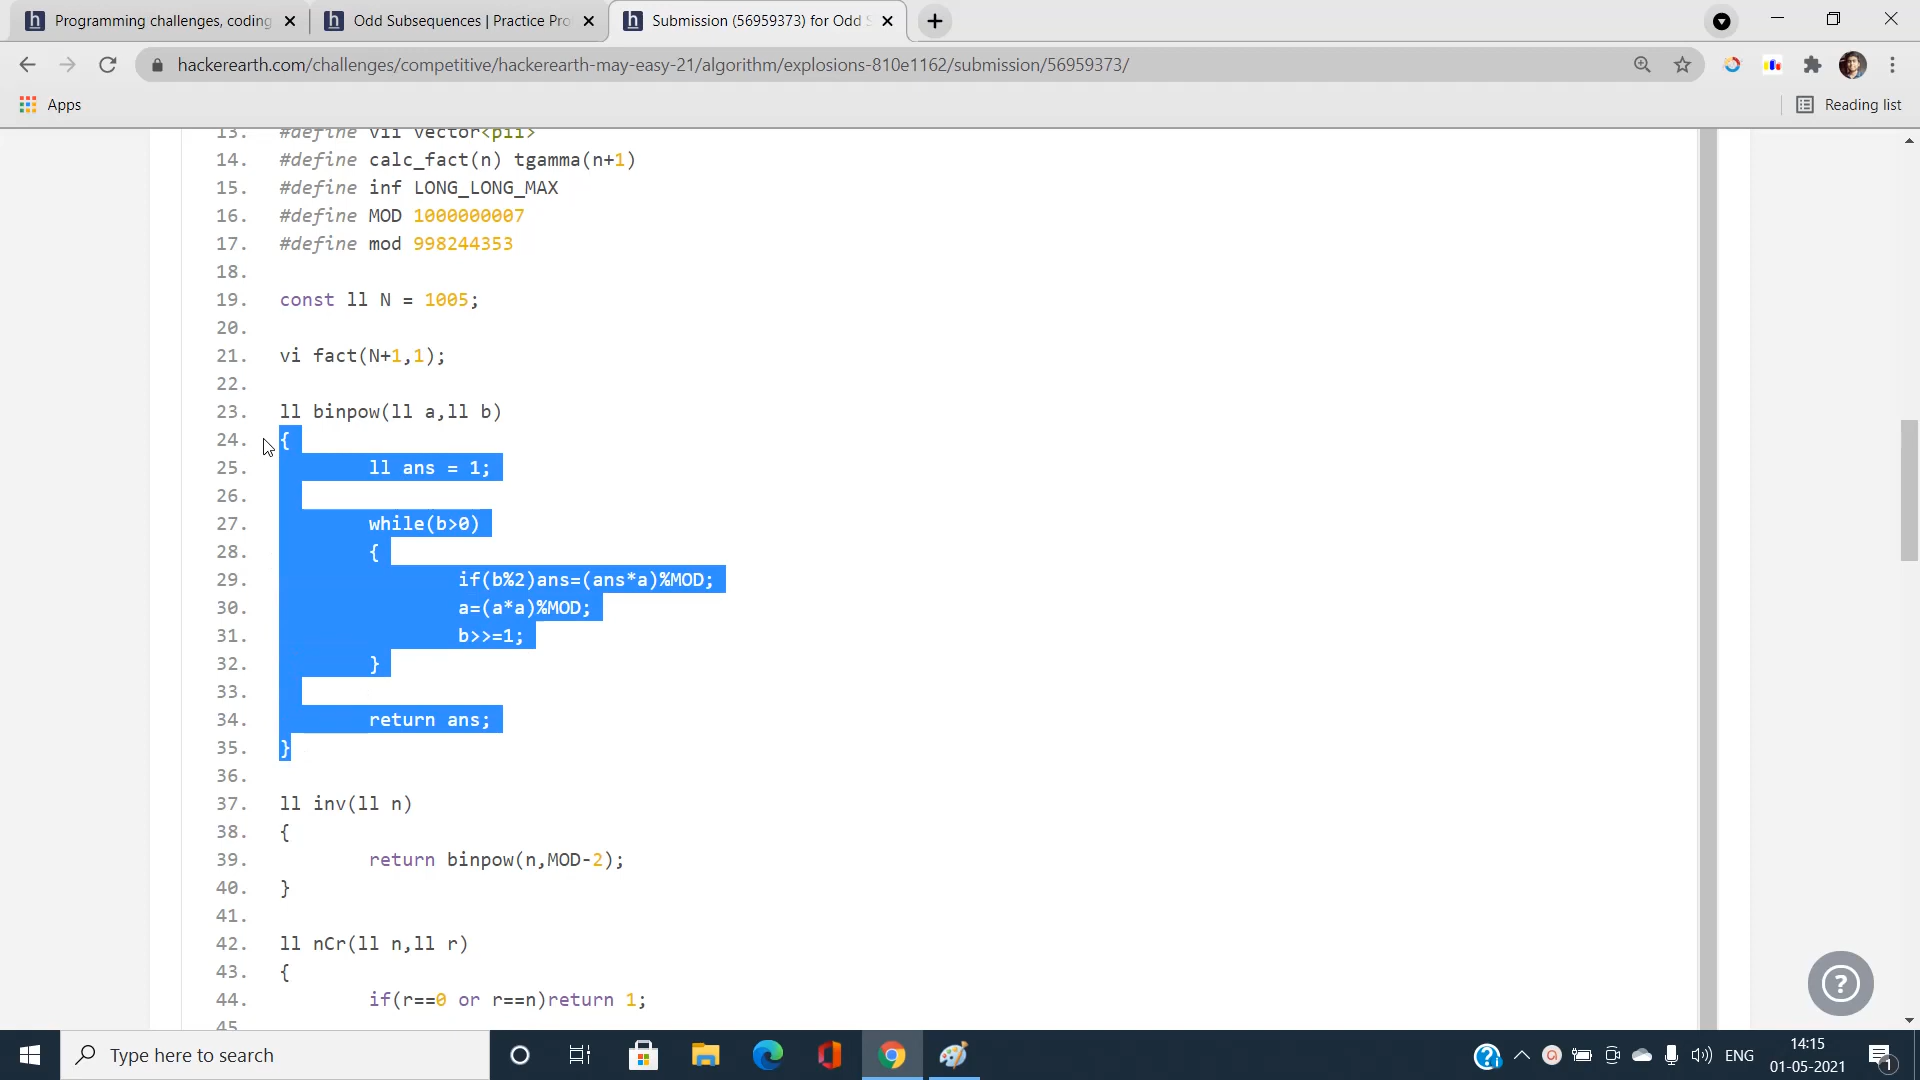 Programming challenges, coding
Odd Subsequences | Practice Pro
Submission (56959373) for Odd S
hackerearth.com/challenges/competitive/hackerearth-may-easy-21/algorithm/explosions-810e1162/submission/56959373/
Apps
Reading list
13. #define vii vector<pii>
14. #define calc_fact(n) tgamma(n+1)
15. #define inf LONG_LONG_MAX
16. #define MOD 1000000007
17. #define mod 998244353
18.
19. const ll N = 1005;
20.
21. vi fact(N+1,1);
22.
23. ll binpow(ll a,ll b)
24. {
25. ll ans = 1;
26.
27. while(b>0)
28. {
29. if(b%2)ans=(ans*a)%MOD;
30. a=(a*a)%MOD;
31. b>>=1;
32. }
33.
34. return ans;
35. }
36.
37. ll inv(ll n)
38. {
39. return binpow(n,MOD-2);
40. }
41.
42. ll nCr(ll n,ll r)
43. {
44. if(r==0 or r==n)return 1;
45.
Type here to search
ENG
14:15
01-05-2021
1